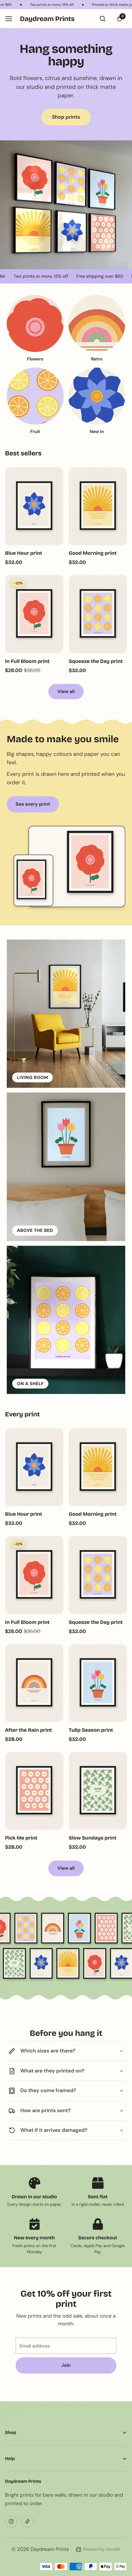 Two prints or more, 10% off
Printed on thick matte p
Daydream Prints
0
Hang something
happy
Bold flowers, citrus and sunshine, drawn in
our studio and printed on thick matte
paper.
Shop prints
Two prints or more, 10% off
Free shipping over $60
Flowers
Retro
Fruit
New in
Best sellers
Blue Hour print
$32.00
Good Morning print
$32.00
In Full Bloom print
$28.00 $36.00
Squeeze the Day print
$32.00
View all
Made to make you smile
Big shapes, happy colours and paper you can
feel.
Every print is drawn here and printed when you
order it.
See every print
LIVING ROOM
ABOVE THE BED
ON A SHELF
Every print
Blue Hour print
$32.00
Good Morning print
$32.00
In Full Bloom print
$28.00 $36.00
Squeeze the Day print
$32.00
After the Rain print
$28.00
Tulip Season print
$32.00
Pick Me print
$28.00
Slow Sundays print
$32.00
View all
Before you hang it
Which sizes are there?
What are they printed on?
Do they come framed?
How are prints sent?
What if it arrives damaged?
Drawn in our studio
Every design starts on paper
Sent flat
In a rigid mailer, never rolled
New every month
Fresh prints on the first
Monday
Secure checkout
Cards, Apple Pay and Google
Pay
Get 10% off your first
print
New prints and the odd sale, about once a
month.
Email address
Join
Shop
Help
Daydream Prints
Bright prints for bare walls, drawn in our studio and
printed to order.
© 2026 Daydream Prints